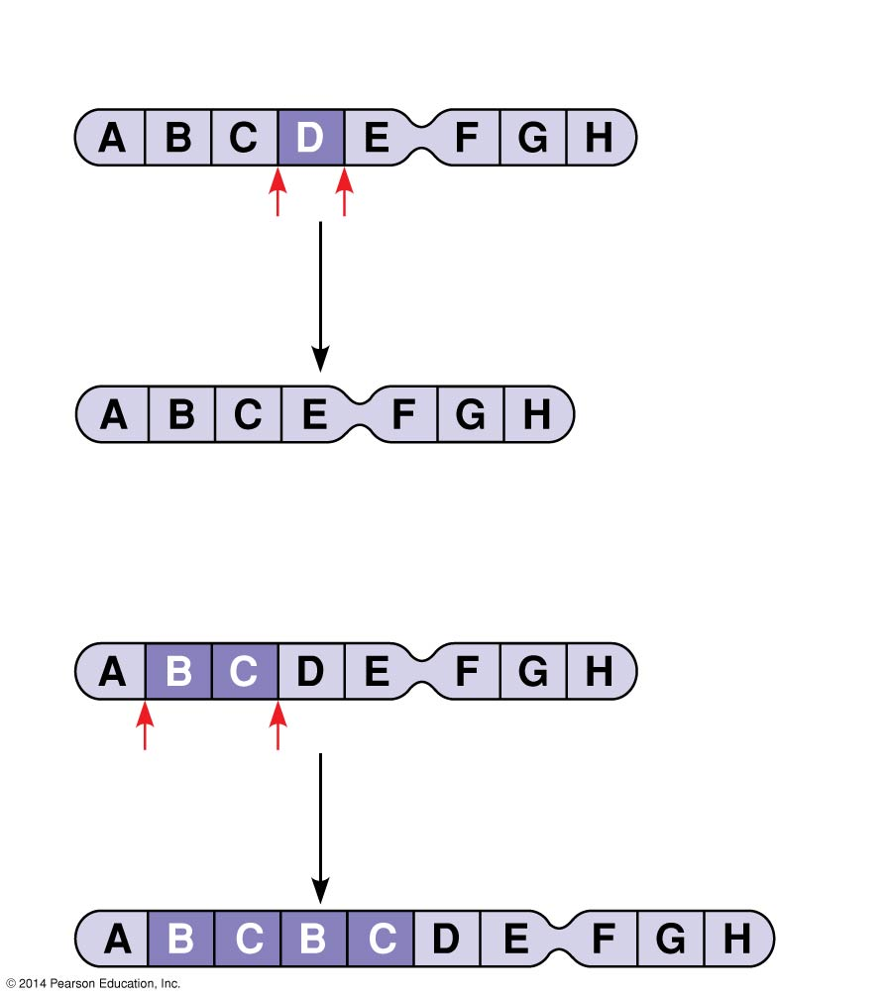 A B C D E F G H
A B C E F G H
A B C D E F G H
A B C B C D E F G H
© 2014 Pearson Education, Inc.